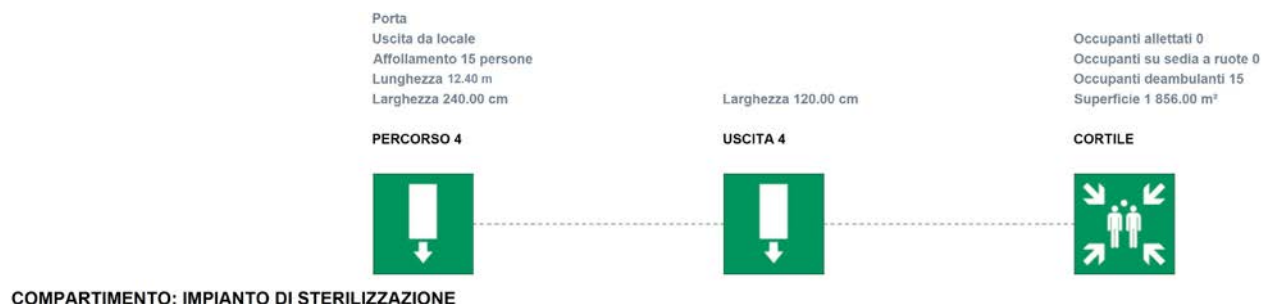 Porta
Uscita da locale
Affollamento 15 persone
Lunghezza 12.40 m
Larghezza 240.00 cm
PERCORSO 4
Larghezza 120.00 cm
USCITA 4
Occupanti allettati 0
Occupanti su sedia a ruote 0
Occupanti deambulanti 15
Superficie 1 856.00 m²
CORTILE
COMPARTIMENTO: IMPIANTO DI STERILIZZAZIONE